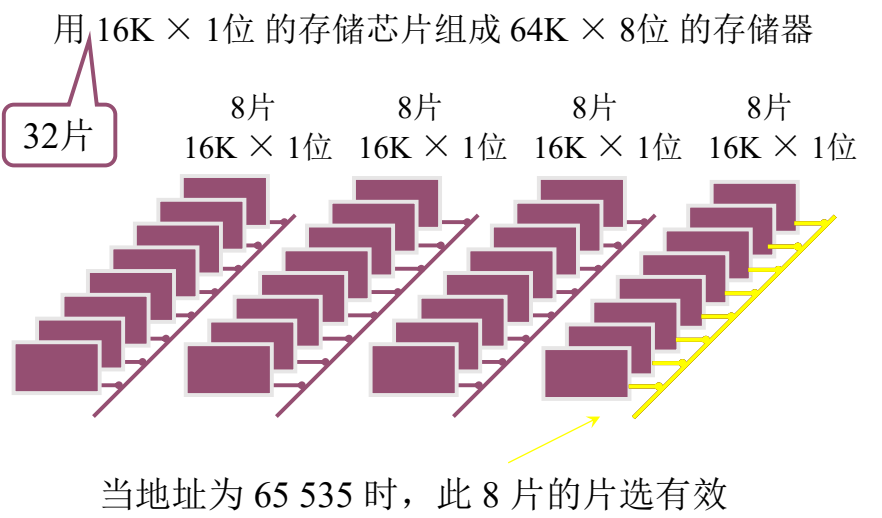 用 16K × 1位 的存储芯片组成 64K × 8位 的存储器
32片
8片 8片 8片 8片
16K × 1位 16K × 1位 16K × 1位 16K × 1位
当地址为 65 535 时，此 8 片的片选有效